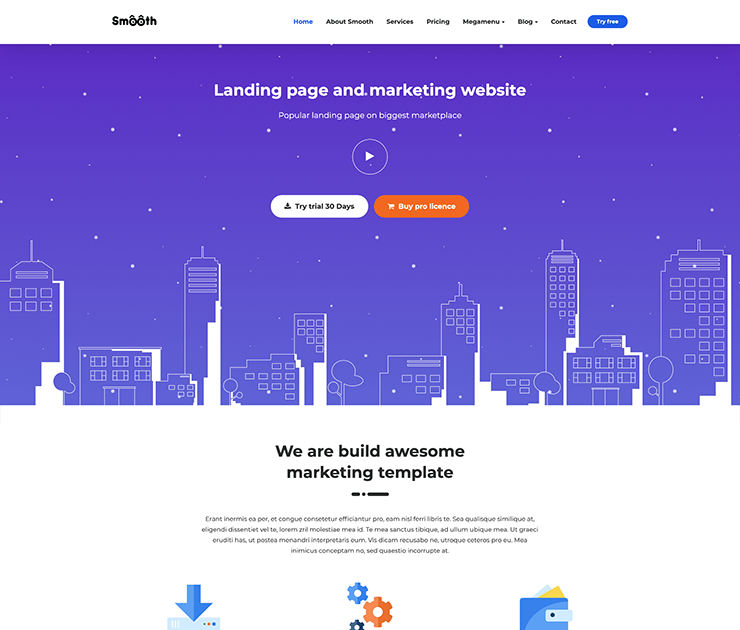 Smööth
Home About Smooth Services Pricing Megamenu Blog Contact Try free
Landing page and marketing website
Popular landing page on biggest marketplace
Try trial 30 Days Buy pro licence
We are build awesome
marketing template
Erant inermis ea per, et congue consetetur efficiantur pro, eam nisl ferri libris te. Sea qualisque similique at,
eligendi dissentiet vel te, lorem zril molestiae mea id. Te mea sanctus tibique, ad ullum ubique mea. Ut graeci
eruditi has, ut postea menandri interpretaris eum. Vis dicam recusabo ne, utroque ceteros pro eu. Mea
inimicus conceptam no, sed quaestio incorrupte at.